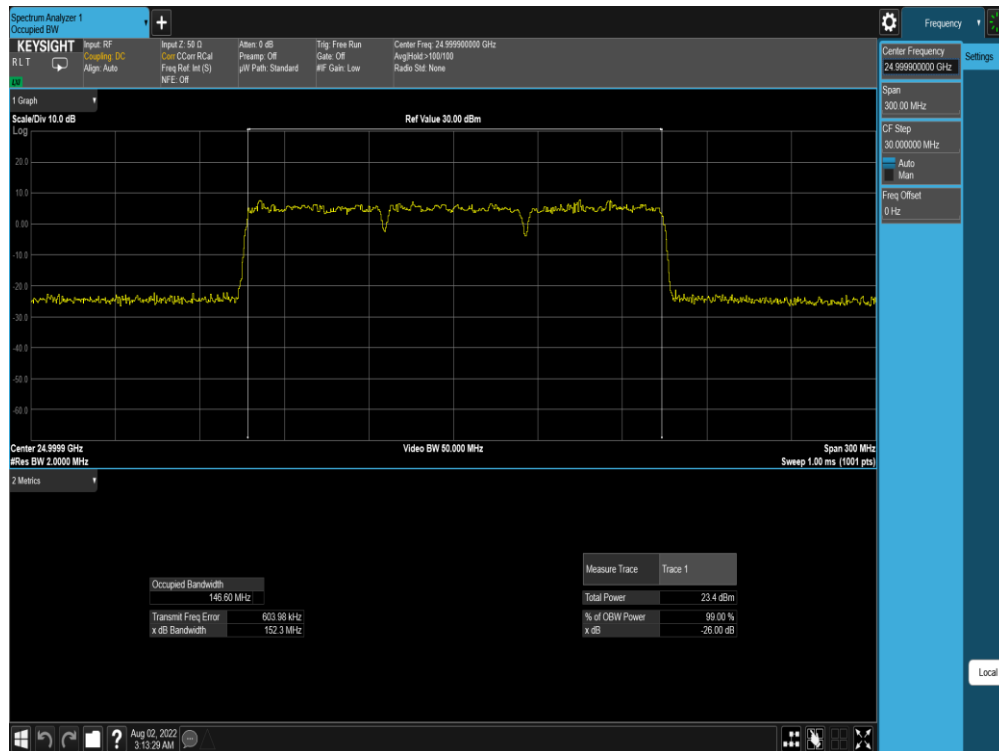 Spectrum Analyzer 1
Occupied BW
+
Frequency
KEYSIGHT
R L T
Input: RF
Coupling: DC
Align: Auto
Input Z: 50 Ω
Corr CCorr RCal
Freq Ref: Int (S)
NFE: Off
Atten: 0 dB
Preamp: Off
µW Path: Standard
Trig: Free Run
Gate: Off
#IF Gain: Low
Center Freq: 24.999900000 GHz
Avg|Hold>100/100
Radio Std: None
Center Frequency
24.999900000 GHz
Settings
Span
300.00 MHz
CF Step
30.000000 MHz
Auto
Man
Freq Offset
0 Hz
1 Graph
Scale/Div 10.0 dB
Ref Value 30.00 dBm
Log
20.0
10.0
0.00
-10.0
-20.0
-30.0
-40.0
-50.0
-60.0
Center 24.9999 GHz
Video BW 50.000 MHz
Span 300 MHz
#Res BW 2.0000 MHz
Sweep 1.00 ms (1001 pts)
2 Metrics
Measure Trace
Trace 1
Occupied Bandwidth
146.60 MHz
Total Power
23.4 dBm
Transmit Freq Error
603.98 kHz
% of OBW Power
99.00 %
x dB Bandwidth
152.3 MHz
x dB
-26.00 dB
Local
?
Aug 02, 2022
3:13:29 AM